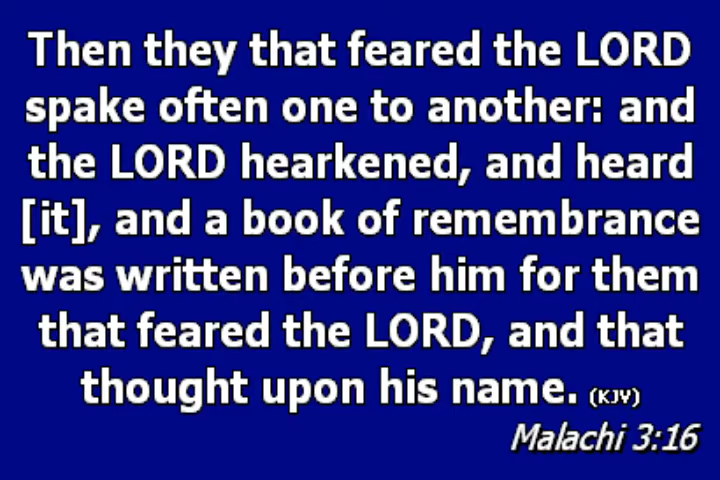 Then they that feared the LORD
spake often one to another: and
the LORD hearkened, and heard
[it], and a book of remembrance
was written before him for them
that feared the LORD, and that
thought upon his name. (KJV)
Malachi 3:16